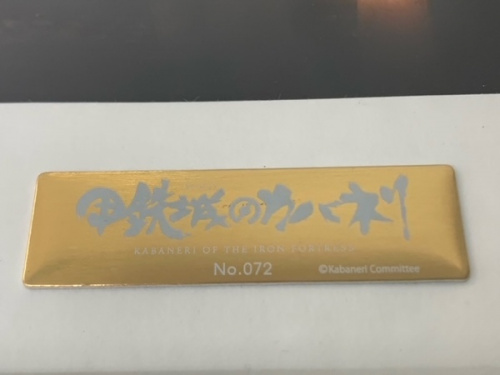 甲鉄城のカバネリ
KABANERI OF THE IRON FORTRESS
No.072
©Kabaneri Committee